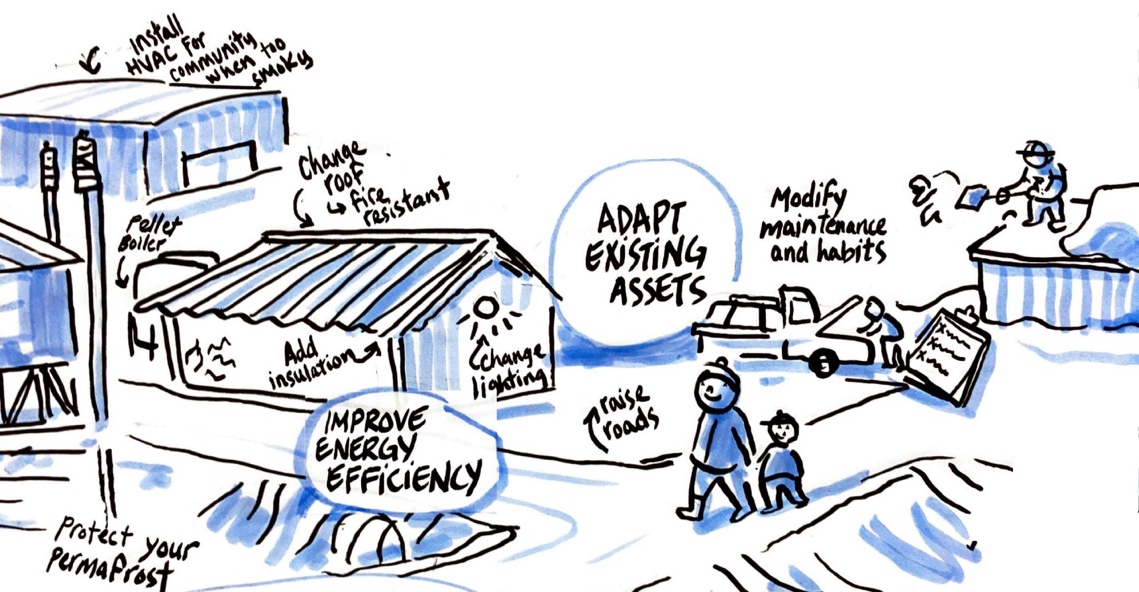 Install
HVAC for
community
when too
smoky
Change
roof
↳ fire
resistant
Pellet
Boiler
Add
insulation
Change
lighting
IMPROVE
ENERGY
EFFICIENCY
Protect your
permafrost
ADAPT
EXISTING
ASSETS
Modify
maintenance
and habits
raise
roads